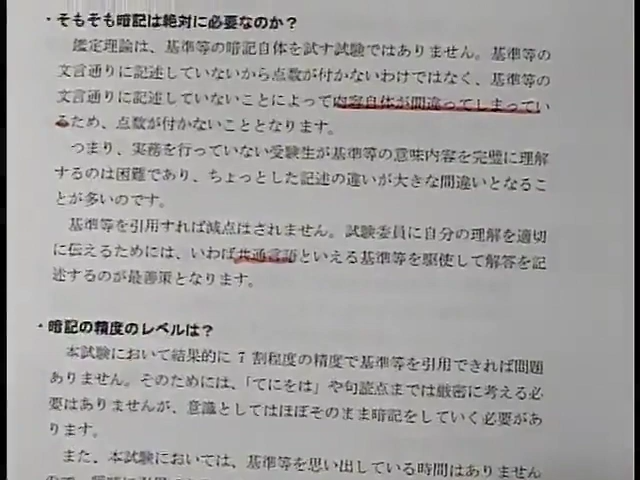 ・そもそも暗記は絶対に必要なのか？
鑑定理論は、基準等の暗記自体を試す試験ではありません。基準等の
文言通りに記述していないから点数が付かないわけではなく、基準等の
文言通りに記述していないことによって内容自体が間違ってしまってい
るため、点数が付かないこととなります。
つまり、実務を行っていない受験生が基準等の意味内容を完璧に理解
するのは困難であり、ちょっとした記述の違いが大きな間違いとなるこ
とが多いのです。
基準等を引用すれば減点はされません。試験委員に自分の理解を適切
に伝えるためには、いわば共通言語といえる基準等を駆使して解答を記
述するのが最善策となります。
・暗記の精度のレベルは？
本試験において結果的に７割程度の精度で基準等を引用できれば問題
ありません。そのためには、「てにをは」や句読点までは厳密に考える必
要はありませんが、意識としてはほぼそのまま暗記をしていく必要があ
ります。
また、本試験においては、基準等を思い出している時間はありません